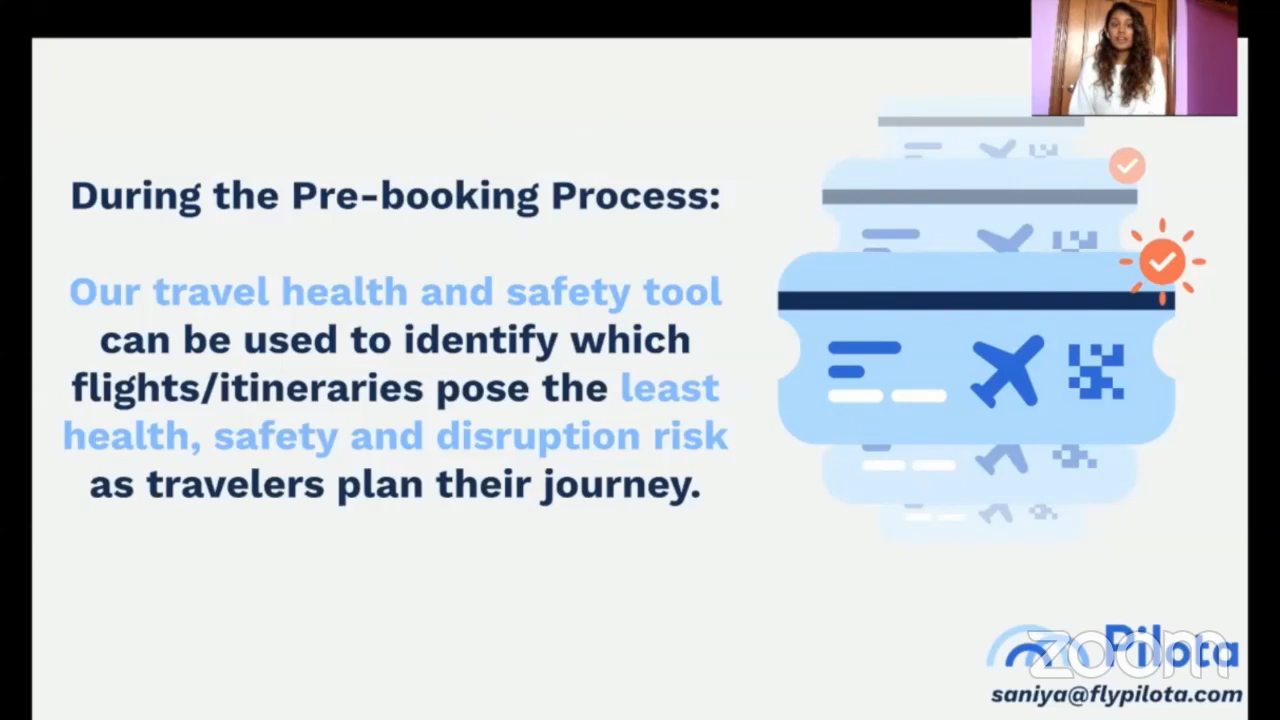 During the Pre-booking Process:
Our travel health and safety tool
can be used to identify which
flights/itineraries pose the least
health, safety and disruption risk
as travelers plan their journey.
Pilota
zoom
saniya@flypilota.com